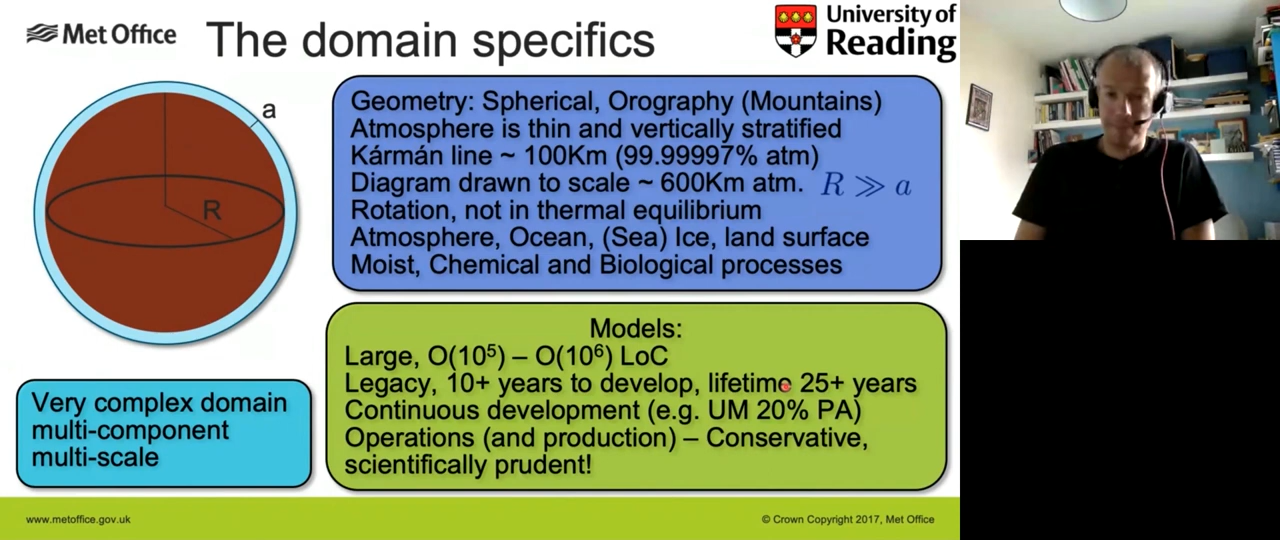 Met Office
The domain specifics
University of
Reading
a
R
Geometry: Spherical, Orography (Mountains)
Atmosphere is thin and vertically stratified
Kármán line ~ 100Km (99.99997% atm)
Diagram drawn to scale ~ 600Km atm. R ≫ a
Rotation, not in thermal equilibrium
Atmosphere, Ocean, (Sea) Ice, land surface
Moist, Chemical and Biological processes
Models:
Large, O(10⁵) – O(10⁶) LoC
Legacy, 10+ years to develop, lifetime 25+ years
Continuous development (e.g. UM 20% PA)
Operations (and production) – Conservative,
scientifically prudent!
Very complex domain
multi-component
multi-scale
www.metoffice.gov.uk
© Crown Copyright 2017, Met Office